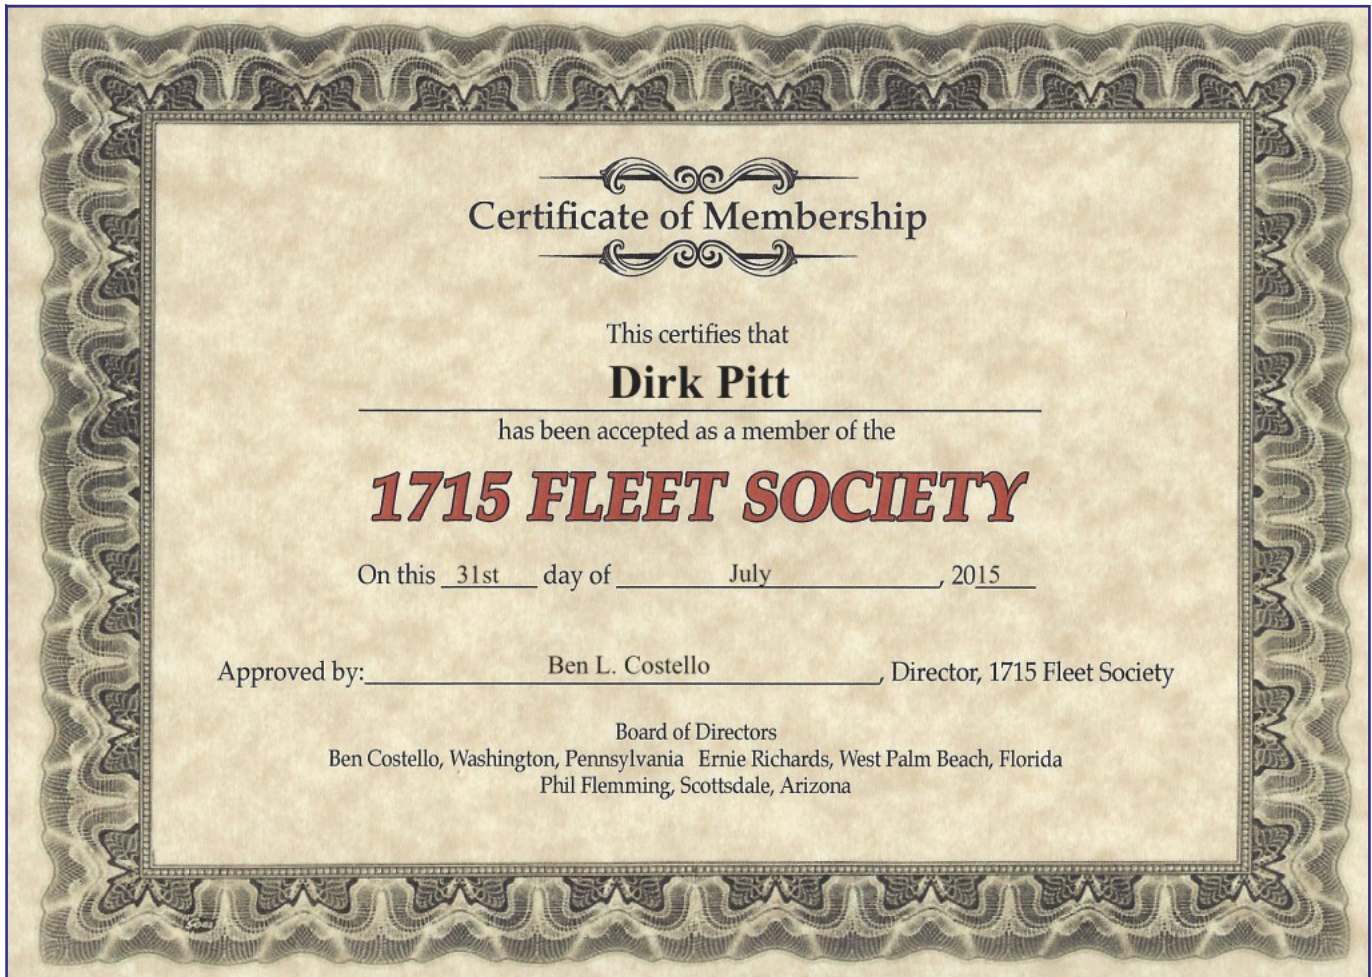 Certificate of Membership
This certifies that
Dirk Pitt
has been accepted as a member of the
1715 FLEET SOCIETY
On this 31st day of July, 2015
Approved by: Ben L. Costello, Director, 1715 Fleet Society
Board of Directors
Ben Costello, Washington, Pennsylvania Ernie Richards, West Palm Beach, Florida
Phil Flemming, Scottsdale, Arizona
Goes